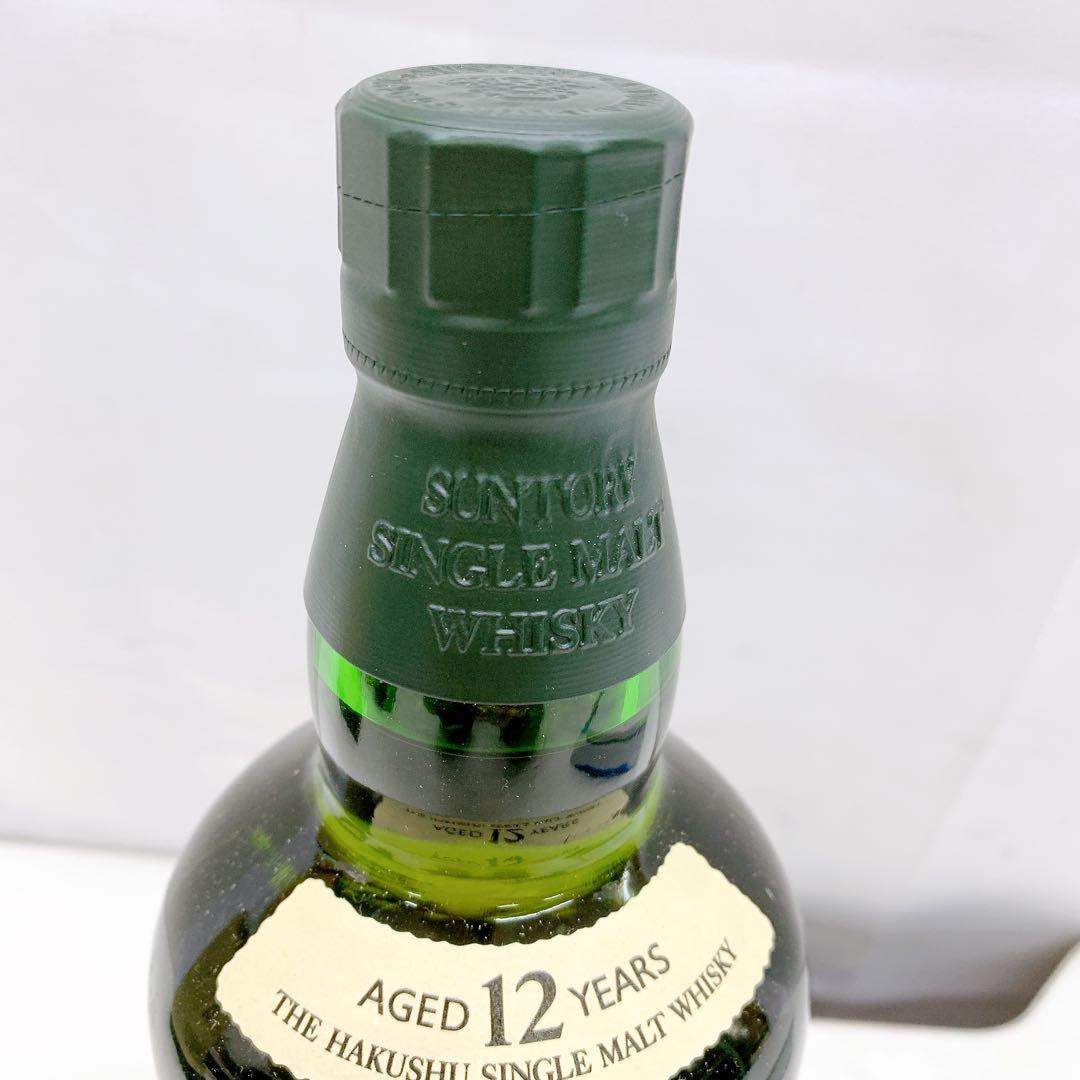 SUNTORY
SINGLE MALT
WHISKY
AGED 12 YEARS
THE HAKUSHU SINGLE MALT WHISKY